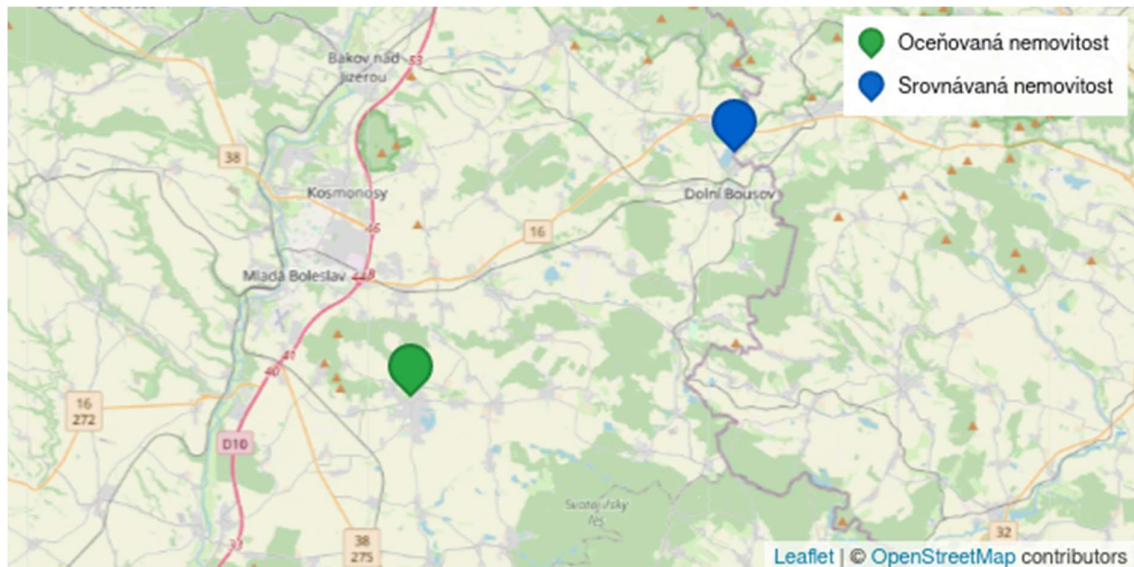 Oceňovaná nemovitost
Srovnávaná nemovitost
Bakov nad
Jizerou
53
38
Kosmonosy
Dolní Bousov
46
16
Mladá Boleslav
41
40
16
272
D10
Svatojiřský
les
38
275
32
Leaflet | © OpenStreetMap contributors